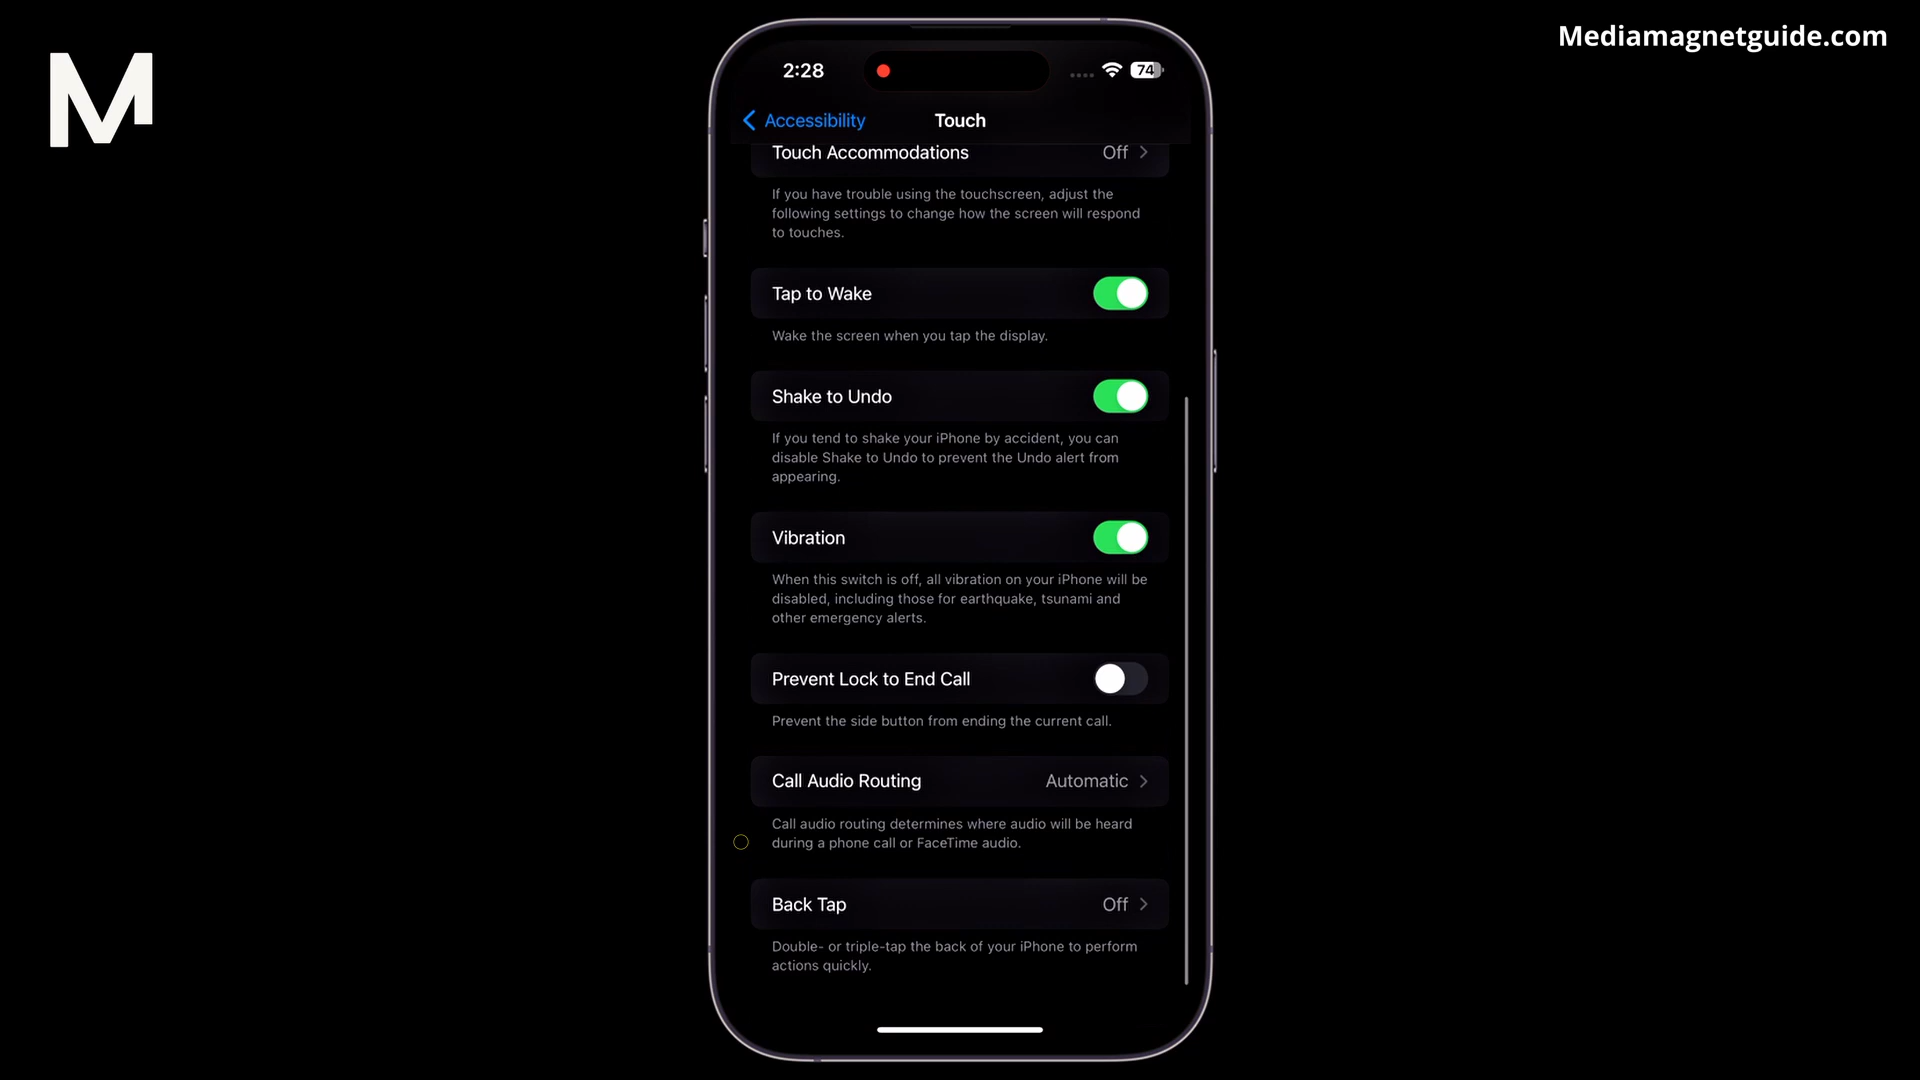 M
Mediamagnetguide.com
2:28
74
Accessibility
Touch
Touch Accommodations
Off
If you have trouble using the touchscreen, adjust the
following settings to change how the screen will respond
to touches.
Tap to Wake
Wake the screen when you tap the display.
Shake to Undo
If you tend to shake your iPhone by accident, you can
disable Shake to Undo to prevent the Undo alert from
appearing.
Vibration
When this switch is off, all vibration on your iPhone will be
disabled, including those for earthquake, tsunami and
other emergency alerts.
Prevent Lock to End Call
Prevent the side button from ending the current call.
Call Audio Routing
Automatic
Call audio routing determines where audio will be heard
during a phone call or FaceTime audio.
Back Tap
Off
Double- or triple-tap the back of your iPhone to perform
actions quickly.